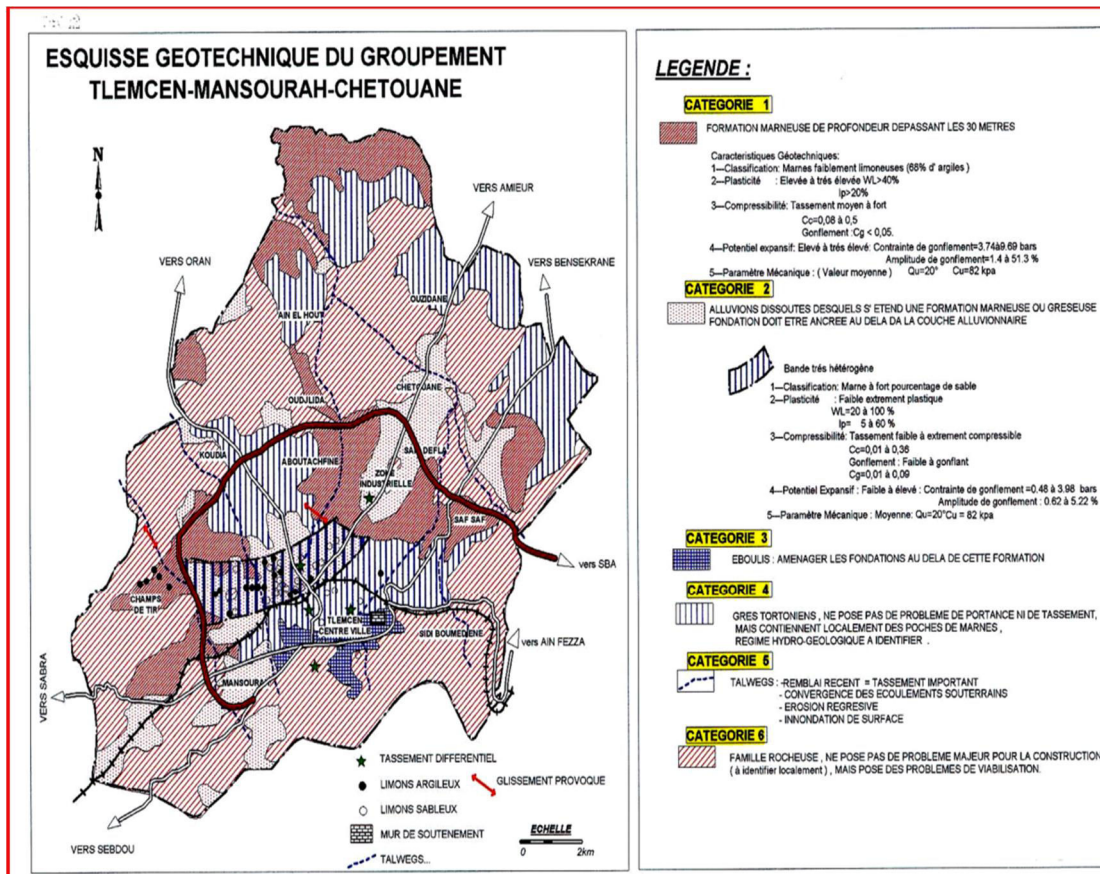 ESQUISSE GEOTECHNIQUE DU GROUPEMENT
TLEMCEN-MANSOURAH-CHETOUANE
N
VERS AMIEUR
VERS ORAN
VERS BENSEKRANE
OUZIDANE
AIN EL HOUT
CHETOUANE
OUDJLIDA
KOUDIA
ABOUTACHFINE
SAF DEFLA
ZONE
INDUSTRIELLE
SAF SAF
vers SBA
CHAMPS
DE TIR
TLEMCEN
CENTRE VILLE
SIDI BOUMEDIENE
vers AIN FEZZA
MANSOURA
VERS SABRA
VERS SEBDOU
TASSEMENT DIFFERENTIEL
LIMONS ARGILEUX
GLISSEMENT PROVOQUE
LIMONS SABLEUX
MUR DE SOUTENEMENT
TALWEGS...
ECHELLE
0 2km
LEGENDE :
CATEGORIE 1
FORMATION MARNEUSE DE PROFONDEUR DEPASSANT LES 30 METRES
Caracteristiques Géotechniques:
1—Classification: Marnes faiblement limoneuses (68% d' argiles )
2—Plasticité : Elevée à trés élevée WL>40%
Ip>20%
3—Compressibilité: Tassement moyen à fort
Cc=0,08 à 0,5
Gonflement :Cg < 0,05.
4—Potentiel expansif: Elevé à trés élevé: Contrainte de gonflement=3.74à9.69 bars
Amplitude de gonflement=1.4 à 51.3 %
5—Paramètre Mécanique : ( Valeur moyenne ) Qu=20° Cu=82 kpa
CATEGORIE 2
ALLUVIONS DISSOUTES DESQUELS S' ETEND UNE FORMATION MARNEUSE OU GRESEUSE
FONDATION DOIT ETRE ANCREE AU DELA DA LA COUCHE ALLUVIONNAIRE
Bande trés hétérogène
1—Classification: Marne à fort pourcentage de sable
2—Plasticité : Faible extrement plastique
WL=20 à 100 %
Ip= 5 à 60 %
3—Compressibilité: Tassement faible à extrement compressible
Cc=0,01 à 0,36
Gonflement : Faible à gonflant
Cg=0,01 à 0,09
4—Potentiel Expansif : Faible à élevé : Contrainte de gonflement =0.48 à 3.98 bars
Amplitude de gonflement : 0.62 à 5.22 %
5—Paramètre Mécanique : Moyenne: Qu=20°Cu = 82 kpa
CATEGORIE 3
EBOULIS : AMENAGER LES FONDATIONS AU DELA DE CETTE FORMATION
CATEGORIE 4
GRES TORTONIENS , NE POSE PAS DE PROBLEME DE PORTANCE NI DE TASSEMENT,
MAIS CONTIENNENT LOCALEMENT DES POCHES DE MARNES ,
REGIME HYDRO-GEOLOGIQUE A IDENTIFIER .
CATEGORIE 5
TALWEGS : -REMBLAI RECENT = TASSEMENT IMPORTANT
- CONVERGENCE DES ECOULEMENTS SOUTERRAINS
- EROSION REGRESIVE
- INNONDATION DE SURFACE
CATEGORIE 6
FAMILLE ROCHEUSE , NE POSE PAS DE PROBLEME MAJEUR POUR LA CONSTRUCTION
( à identifier localement ) , MAIS POSE DES PROBLEMES DE VIABILISATION.